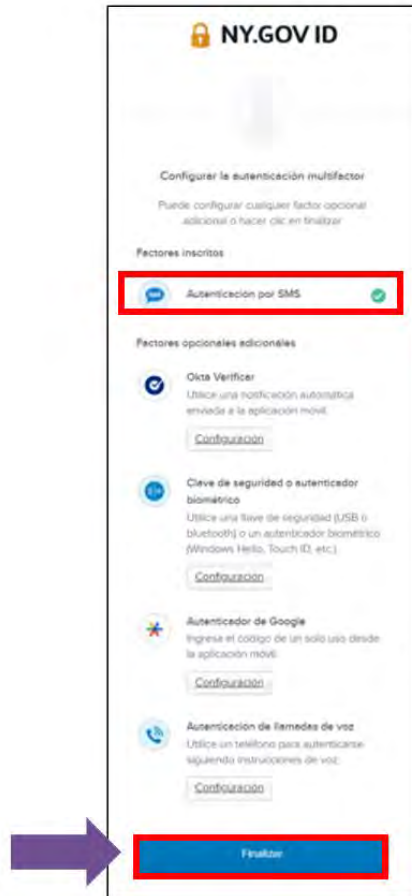 NY.GOV ID
Configurar la autenticación multifactor
Puede configurar cualquier factor opcional
adicional o hacer clic en finalizar
Factores inscritos
Autenticación por SMS
Factores opcionales adicionales
Okta Verificar
Utilice una notificación automática
enviada a la aplicación móvil.
Configuración
Clave de seguridad o autenticador
biométrico
Utilice una llave de seguridad (USB o
bluetooth) o un autenticador biométrico
(Windows Hello, Touch ID, etc.)
Configuración
Autenticador de Google
Ingrese el código de un solo uso desde
la aplicación móvil.
Configuración
Autenticación de llamadas de voz
Utilice un teléfono para autenticarse
siguiendo instrucciones de voz.
Configuración
Finalizar